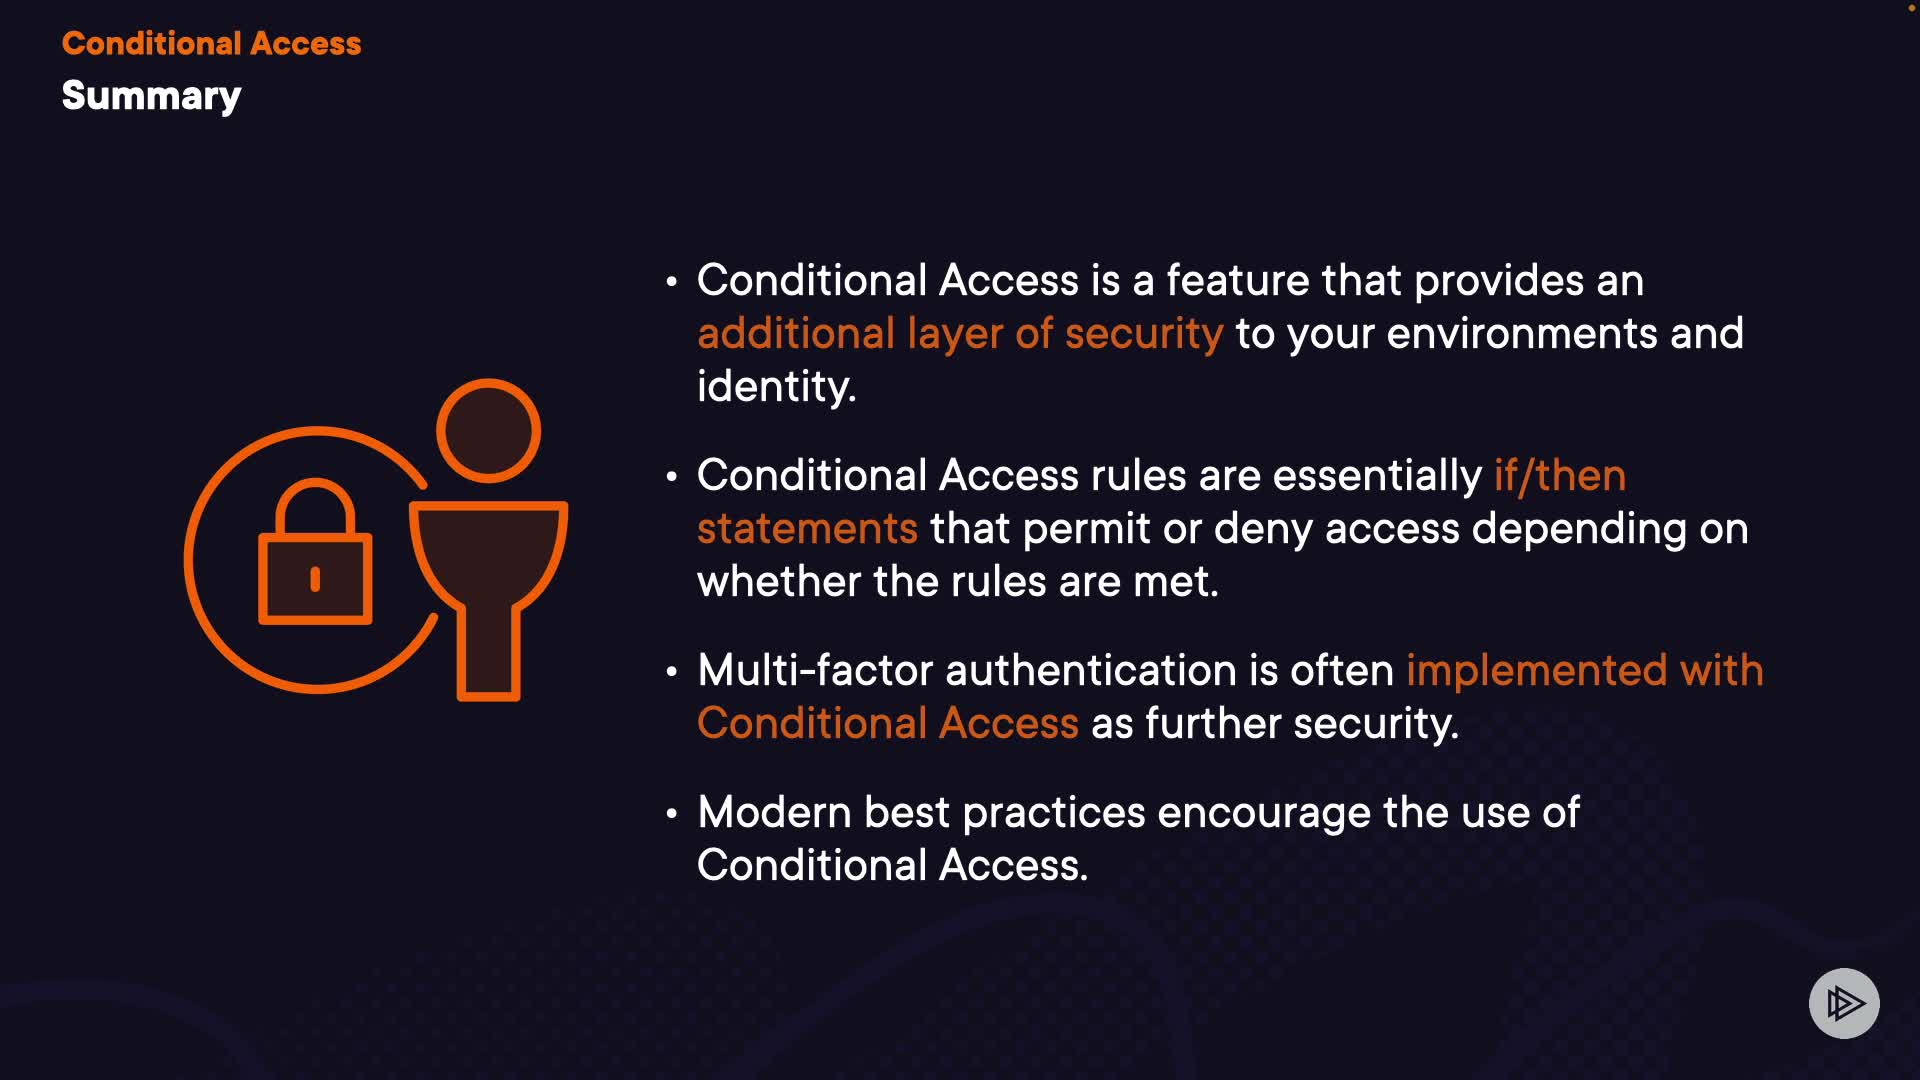 Conditional Access
Summary
• Conditional Access is a feature that provides an
additional layer of security to your environments and
identity.
• Conditional Access rules are essentially if/then
statements that permit or deny access depending on
whether the rules are met.
• Multi-factor authentication is often implemented with
Conditional Access as further security.
• Modern best practices encourage the use of
Conditional Access.